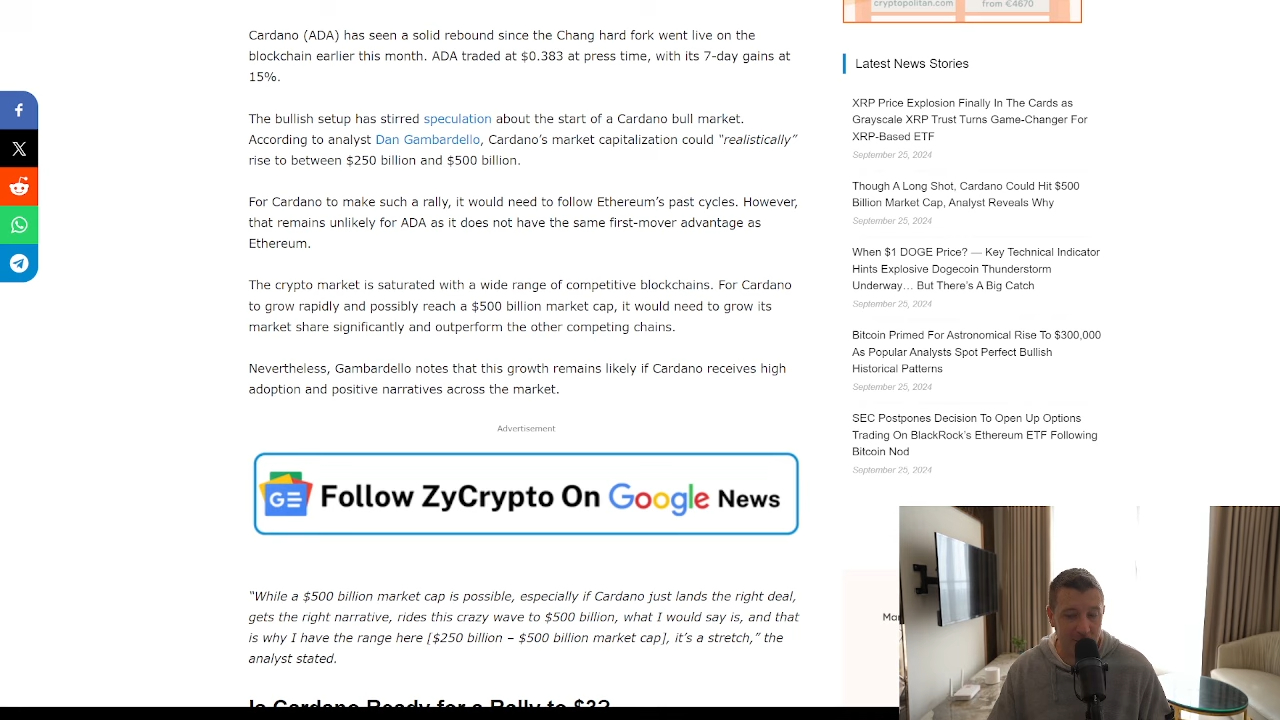 cryptopolitan.com
from €4670
Cardano (ADA) has seen a solid rebound since the Chang hard fork went live on the
blockchain earlier this month. ADA traded at $0.383 at press time, with its 7-day gains at
15%.
The bullish setup has stirred speculation about the start of a Cardano bull market.
According to analyst Dan Gambardello, Cardano’s market capitalization could “realistically”
rise to between $250 billion and $500 billion.
For Cardano to make such a rally, it would need to follow Ethereum’s past cycles. However,
that remains unlikely for ADA as it does not have the same first-mover advantage as
Ethereum.
The crypto market is saturated with a wide range of competitive blockchains. For Cardano
to grow rapidly and possibly reach a $500 billion market cap, it would need to grow its
market share significantly and outperform the other competing chains.
Nevertheless, Gambardello notes that this growth remains likely if Cardano receives high
adoption and positive narratives across the market.
Advertisement
GE Follow ZyCrypto On Google News
“While a $500 billion market cap is possible, especially if Cardano just lands the right deal,
gets the right narrative, rides this crazy wave to $500 billion, what I would say is, and that
is why I have the range here [$250 billion – $500 billion market cap], it’s a stretch,” the
analyst stated.
Is Cardano Ready for a Rally to $3?
Latest News Stories
XRP Price Explosion Finally In The Cards as
Grayscale XRP Trust Turns Game-Changer For
XRP-Based ETF
September 25, 2024
Though A Long Shot, Cardano Could Hit $500
Billion Market Cap, Analyst Reveals Why
September 25, 2024
When $1 DOGE Price? — Key Technical Indicator
Hints Explosive Dogecoin Thunderstorm
Underway… But There’s A Big Catch
September 25, 2024
Bitcoin Primed For Astronomical Rise To $300,000
As Popular Analysts Spot Perfect Bullish
Historical Patterns
September 25, 2024
SEC Postpones Decision To Open Up Options
Trading On BlackRock’s Ethereum ETF Following
Bitcoin Nod
September 25, 2024